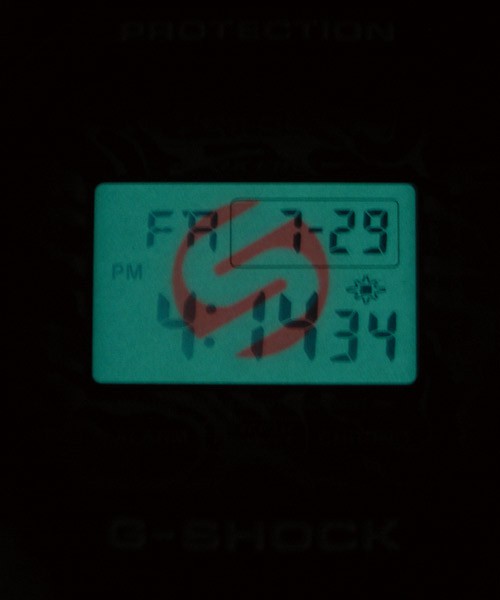 PROTECTION
FR 7-29
PM
4:14 34
G-SHOCK